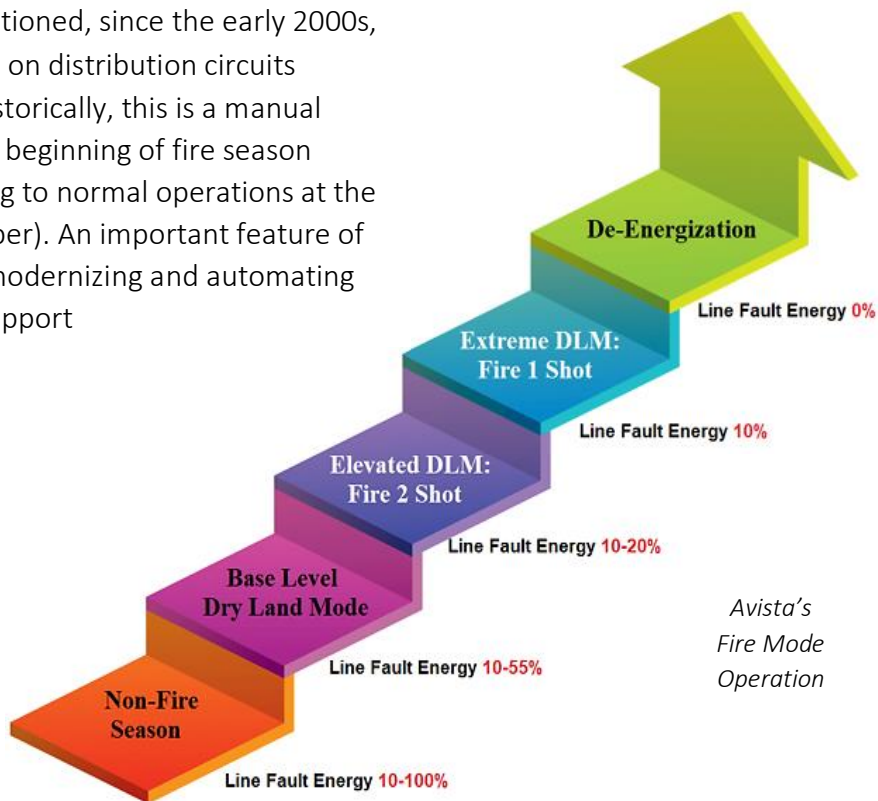 tioned, since the early 2000s,
on distribution circuits
storically, this is a manual
beginning of fire season
g to normal operations at the
ber). An important feature of
modernizing and automating
upport
De-Energization
Line Fault Energy 0%
Extreme DLM:
Fire 1 Shot
Line Fault Energy 10%
Elevated DLM:
Fire 2 Shot
Line Fault Energy 10-20%
Base Level
Dry Land Mode
Line Fault Energy 10-55%
Non-Fire
Season
Line Fault Energy 10-100%
Avista’s
Fire Mode
Operation